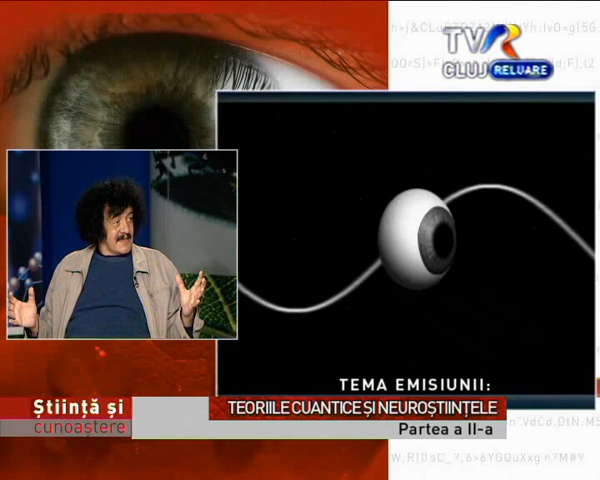 TVR
CLUJ RELUARE
TEMA EMISIUNII:
Știință și
cunoaștere
TEORIILE CUANTICE ȘI NEUROȘTIINȚELE
Partea a II-a